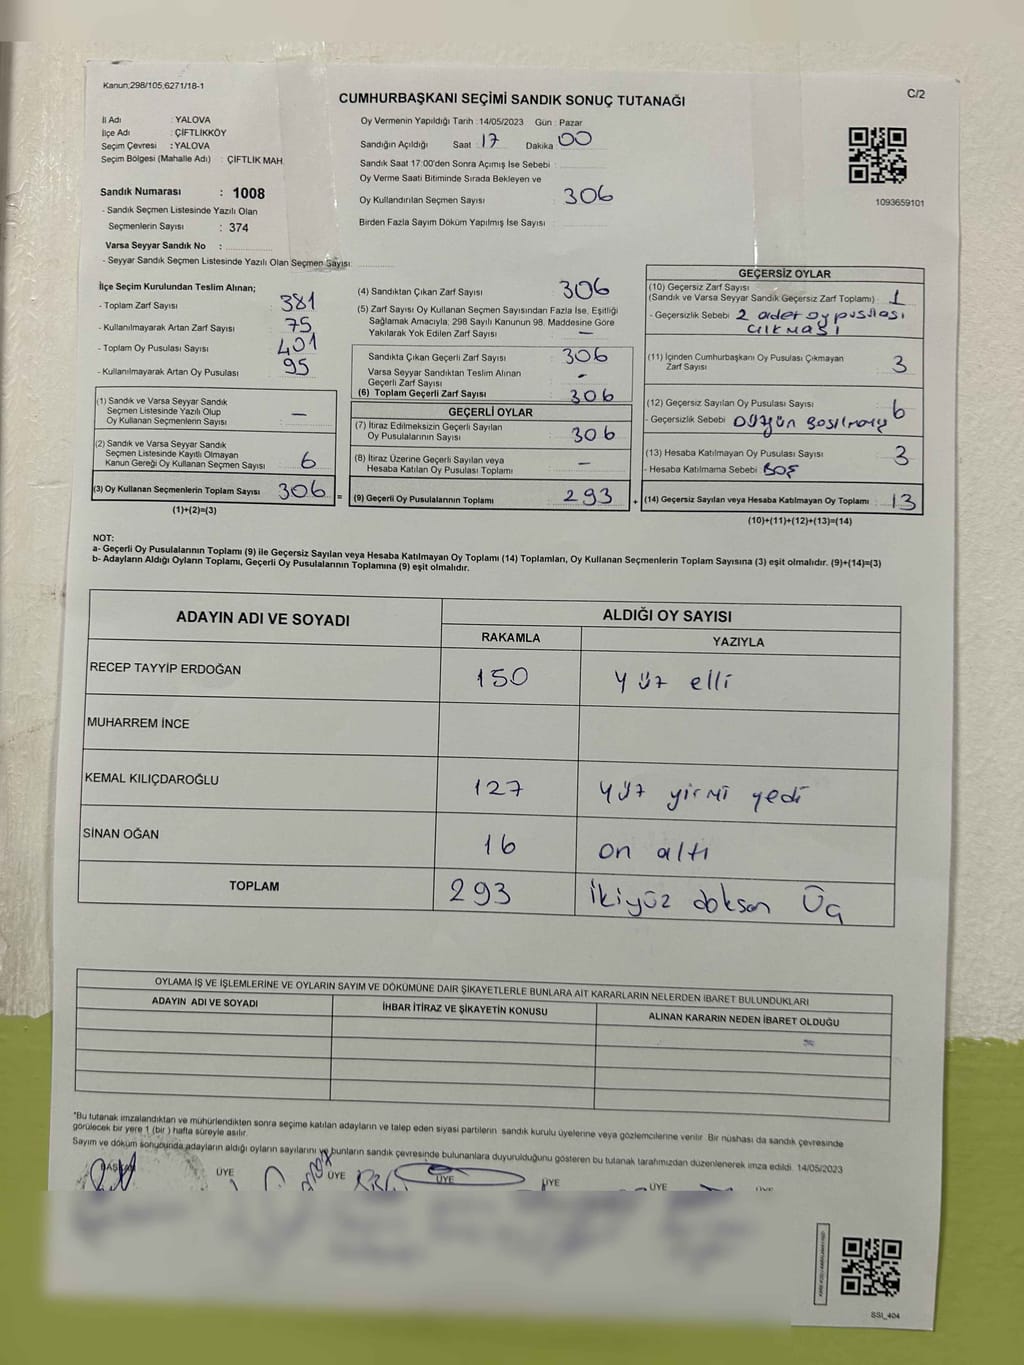 Kanun;298/105;6271/18-1
C/2
CUMHURBAŞKANI SEÇİMİ SANDIK SONUÇ TUTANAĞI
İl Adı : YALOVA
İlçe Adı : ÇİFTLİKKÖY
Seçim Çevresi : YALOVA
Seçim Bölgesi (Mahalle Adı) : ÇİFTLİK MAH.
Oy Vermenin Yapıldığı Tarih : 14/05/2023 Gün : Pazar
Sandığın Açıldığı Saat 17 Dakika 00
Sandık Saat 17:00'den Sonra Açımış İse Sebebi :
Oy Verme Saati Bitiminde Sırada Bekleyen ve
Oy Kullandırılan Seçmen Sayısı : 306
Birden Fazla Sayım Döküm Yapılmış İse Sayısı :
1093659101
Sandık Numarası : 1008
- Sandık Seçmen Listesinde Yazılı Olan
Seçmenlerin Sayısı : 374
Varsa Seyyar Sandık No :
- Seyyar Sandık Seçmen Listesinde Yazılı Olan Seçmen Sayısı:
İlçe Seçim Kurulundan Teslim Alınan;
- Toplam Zarf Sayısı : 381
- Kullanılmayarak Artan Zarf Sayısı : 75
- Toplam Oy Pusulası Sayısı : 401
- Kullanılmayarak Artan Oy Pusulası : 95
(1) Sandık ve Varsa Seyyar Sandık
Seçmen Listesinde Yazılı Olup
Oy Kullanan Seçmenlerin Sayısı : —
(2) Sandık ve Varsa Seyyar Sandık
Seçmen Listesinde Kayıtlı Olmayan
Kanun Gereği Oy Kullanan Seçmen Sayısı : 6
(3) Oy Kullanan Seçmenlerin Toplam Sayısı : 306 =
(1)+(2)=(3)
(4) Sandıktan Çıkan Zarf Sayısı : 306
(5) Zarf Sayısı Oy Kullanan Seçmen Sayısından Fazla İse, Eşitliği
Sağlamak Amacıyla; 298 Sayılı Kanunun 98. Maddesine Göre
Yakılarak Yok Edilen Zarf Sayısı : —
Sandıkta Çıkan Geçerli Zarf Sayısı : 306
Varsa Seyyar Sandıktan Teslim Alınan
Geçerli Zarf Sayısı : -
(6) Toplam Geçerli Zarf Sayısı : 306
GEÇERLİ OYLAR
(7) İtiraz Edilmeksizin Geçerli Sayılan
Oy Pusulalarının Sayısı : 306
(8) İtiraz Üzerine Geçerli Sayılan veya
Hesaba Katılan Oy Pusulası Toplamı : —
(9) Geçerli Oy Pusulalarının Toplamı : 293 +
GEÇERSİZ OYLAR
(10) Geçersiz Zarf Sayısı
(Sandık ve Varsa Seyyar Sandık Geçersiz Zarf Toplamı) : 1
- Geçersizlik Sebebi 2 adet oy pusulası
çıkması
(11) İçinden Cumhurbaşkanı Oy Pusulası Çıkmayan
Zarf Sayısı : 3
(12) Geçersiz Sayılan Oy Pusulası Sayısı : 6
- Geçersizlik Sebebi Düzgün
(13) Hesaba Katılmayan Oy Pusulası Sayısı : 3
- Hesaba Katılmama Sebebi BOŞ
(14) Geçersiz Sayılan veya Hesaba Katılmayan Oy Toplamı : 13
(10)+(11)+(12)+(13)=(14)
NOT:
a- Geçerli Oy Pusulalarının Toplamı (9) ile Geçersiz Sayılan veya Hesaba Katılmayan Oy Toplamı (14) Toplamları, Oy Kullanan Seçmenlerin Toplam Sayısına (3) eşit olmalıdır. (9)+(14)=(3)
b- Adayların Aldığı Oyların Toplamı, Geçerli Oy Pusulalarının Toplamına (9) eşit olmalıdır.
ADAYIN ADI VE SOYADI
ALDIĞI OY SAYISI
RAKAMLA YAZIYLA
RECEP TAYYİP ERDOĞAN 150 Yüz elli
MUHARREM İNCE
KEMAL KILIÇDAROĞLU 127 Yüz yirmi yedi
SİNAN OĞAN 16 on altı
TOPLAM 293 İkiyüz doksan Üç
OYLAMA İŞ VE İŞLEMLERİNE VE OYLARIN SAYIM VE DÖKÜMÜNE DAİR ŞİKAYETLERLE BUNLARA AİT KARARLARIN NELERDEN İBARET BULUNDUKLARI
ADAYIN ADI VE SOYADI İHBAR İTİRAZ VE ŞİKAYETİN KONUSU ALINAN KARARIN NEDEN İBARET OLDUĞU
*Bu tutanak imzalandıktan ve mühürlendikten sonra seçime katılan adayların ve talep eden siyasi partilerin sandık kurulu üyelerine veya gözlemcilerine verilir. Bir nüshası da sandık çevresinde
görülecek bir yere 1 (bir ) hafta süreyle asılır.
Sayım ve döküm sonucunda adayların aldığı oyların sayılarını ve bunların sandık çevresinde bulunanlara duyurulduğunu gösteren bu tutanak tarafımızdan düzenlenerek imza edildi. 14/05/2023
BAŞKAN ÜYE ÜYE ÜYE ÜYE ÜYE ÜYE
SSI_404